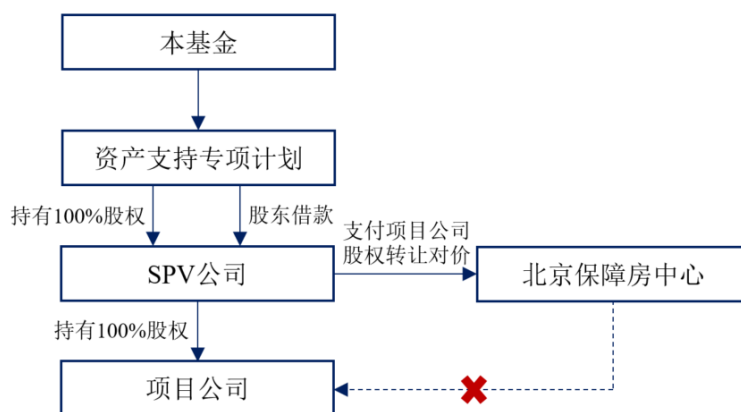 本基金
资产支持专项计划
持有100%股权
股东借款
支付项目公司
股权转让对价
SPV公司
北京保障房中心
持有100%股权
项目公司